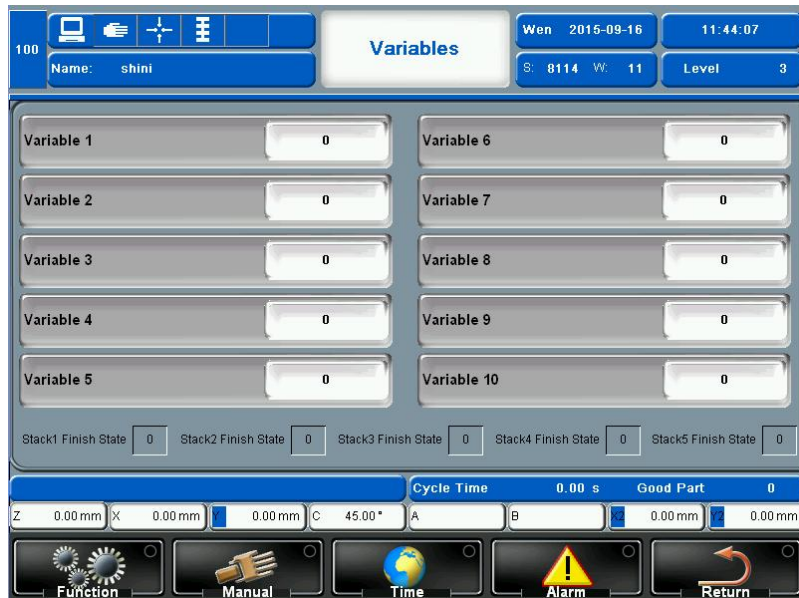 100
Name: shini
Variables
Wen 2015-09-16
11:44:07
S: 8114 W: 11
Level 3
Variable 1 0
Variable 6 0
Variable 2 0
Variable 7 0
Variable 3 0
Variable 8 0
Variable 4 0
Variable 9 0
Variable 5 0
Variable 10 0
Stack1 Finish State 0 Stack2 Finish State 0 Stack3 Finish State 0 Stack4 Finish State 0 Stack5 Finish State 0
Cycle Time 0.00 s Good Part 0
Z 0.00 mm X 0.00 mm Y 0.00 mm C 45.00 ° A B X2 0.00 mm Y2 0.00 mm
Function Manual Time Alarm Return